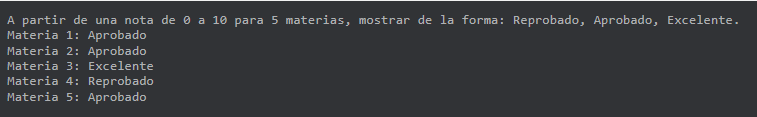 A partir de una nota de 0 a 10 para 5 materias, mostrar de la forma: Reprobado, Aprobado, Excelente.
Materia 1: Aprobado
Materia 2: Aprobado
Materia 3: Excelente
Materia 4: Reprobado
Materia 5: Aprobado